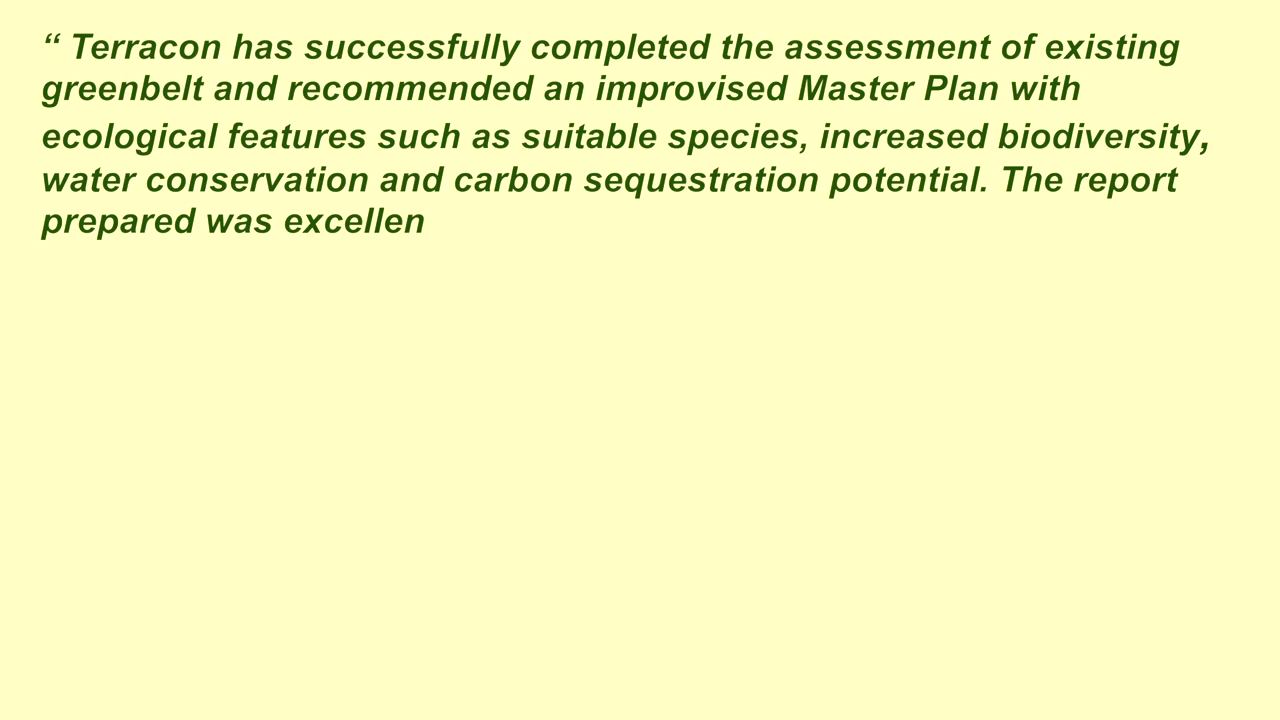 “ Terracon has successfully completed the assessment of existing
greenbelt and recommended an improvised Master Plan with
ecological features such as suitable species, increased biodiversity,
water conservation and carbon sequestration potential. The report
prepared was excellen